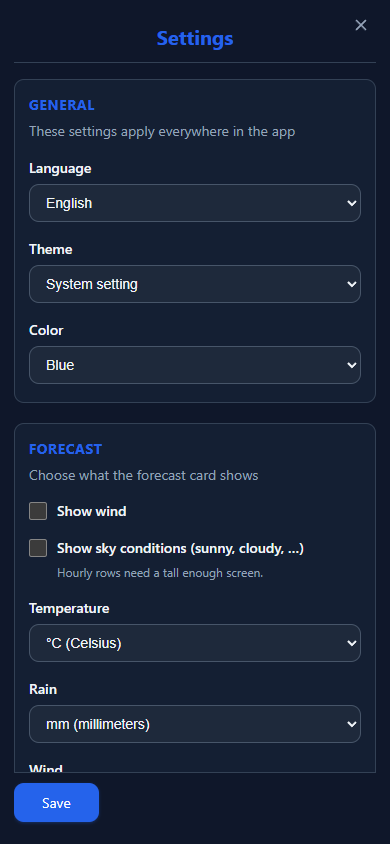 Settings
×
GENERAL
These settings apply everywhere in the app
Language
English
Theme
System setting
Color
Blue
FORECAST
Choose what the forecast card shows
Show wind
Show sky conditions (sunny, cloudy, ...)
Hourly rows need a tall enough screen.
Temperature
°C (Celsius)
Rain
mm (millimeters)
Wind
Save